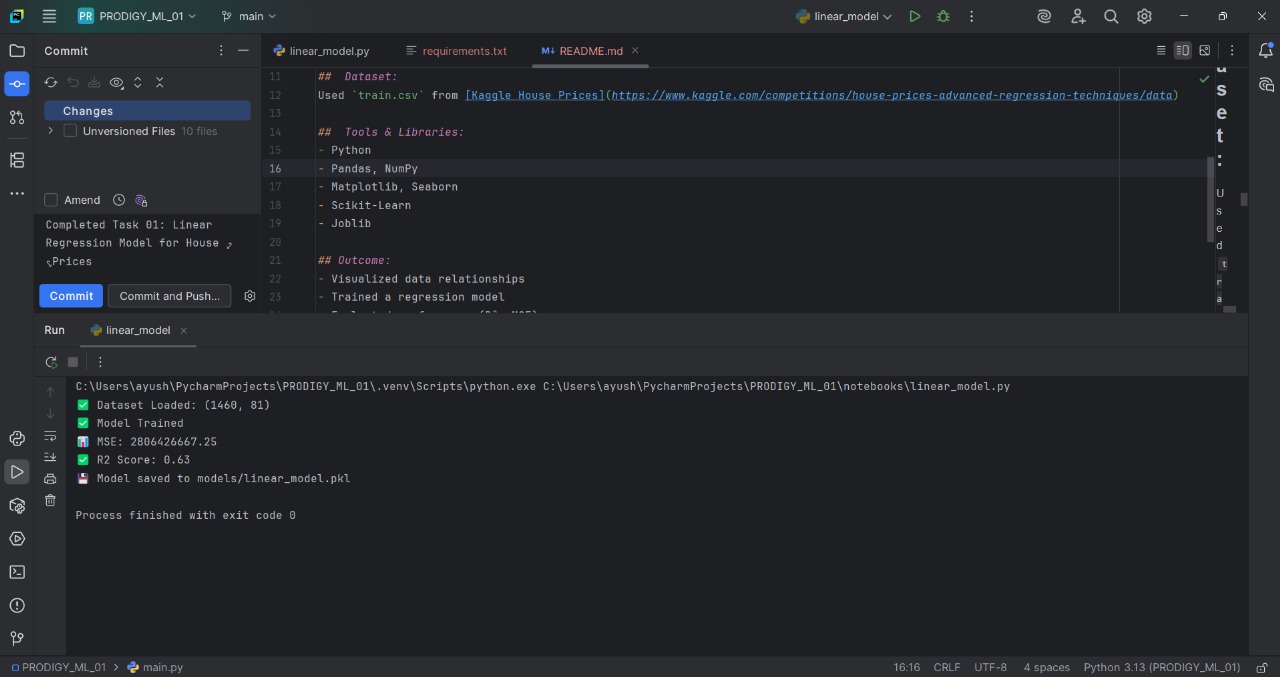 PR PRODIGY_ML_01 main linear_model
Commit
linear_model.py requirements.txt M↓ README.md
Changes
Unversioned Files 10 files
Amend
Completed Task 01: Linear
Regression Model for House
Prices
Commit Commit and Push...
11 ## Dataset:
12 Used `train.csv` from [Kaggle House Prices](https://www.kaggle.com/competitions/house-prices-advanced-regression-techniques/data)
13
14 ## Tools & Libraries:
15 - Python
16 - Pandas, NumPy
17 - Matplotlib, Seaborn
18 - Scikit-Learn
19 - Joblib
20
21 ## Outcome:
22 - Visualized data relationships
23 - Trained a regression model
s
e
t
:
U
s
e
d
t
r
a
Run linear_model
C:\Users\ayush\PycharmProjects\PRODIGY_ML_01\.venv\Scripts\python.exe C:\Users\ayush\PycharmProjects\PRODIGY_ML_01\notebooks\linear_model.py
✅ Dataset Loaded: (1460, 81)
✅ Model Trained
📊 MSE: 2806426667.25
✅ R2 Score: 0.63
💾 Model saved to models/linear_model.pkl
Process finished with exit code 0
PRODIGY_ML_01 > main.py 16:16 CRLF UTF-8 4 spaces Python 3.13 (PRODIGY_ML_01)